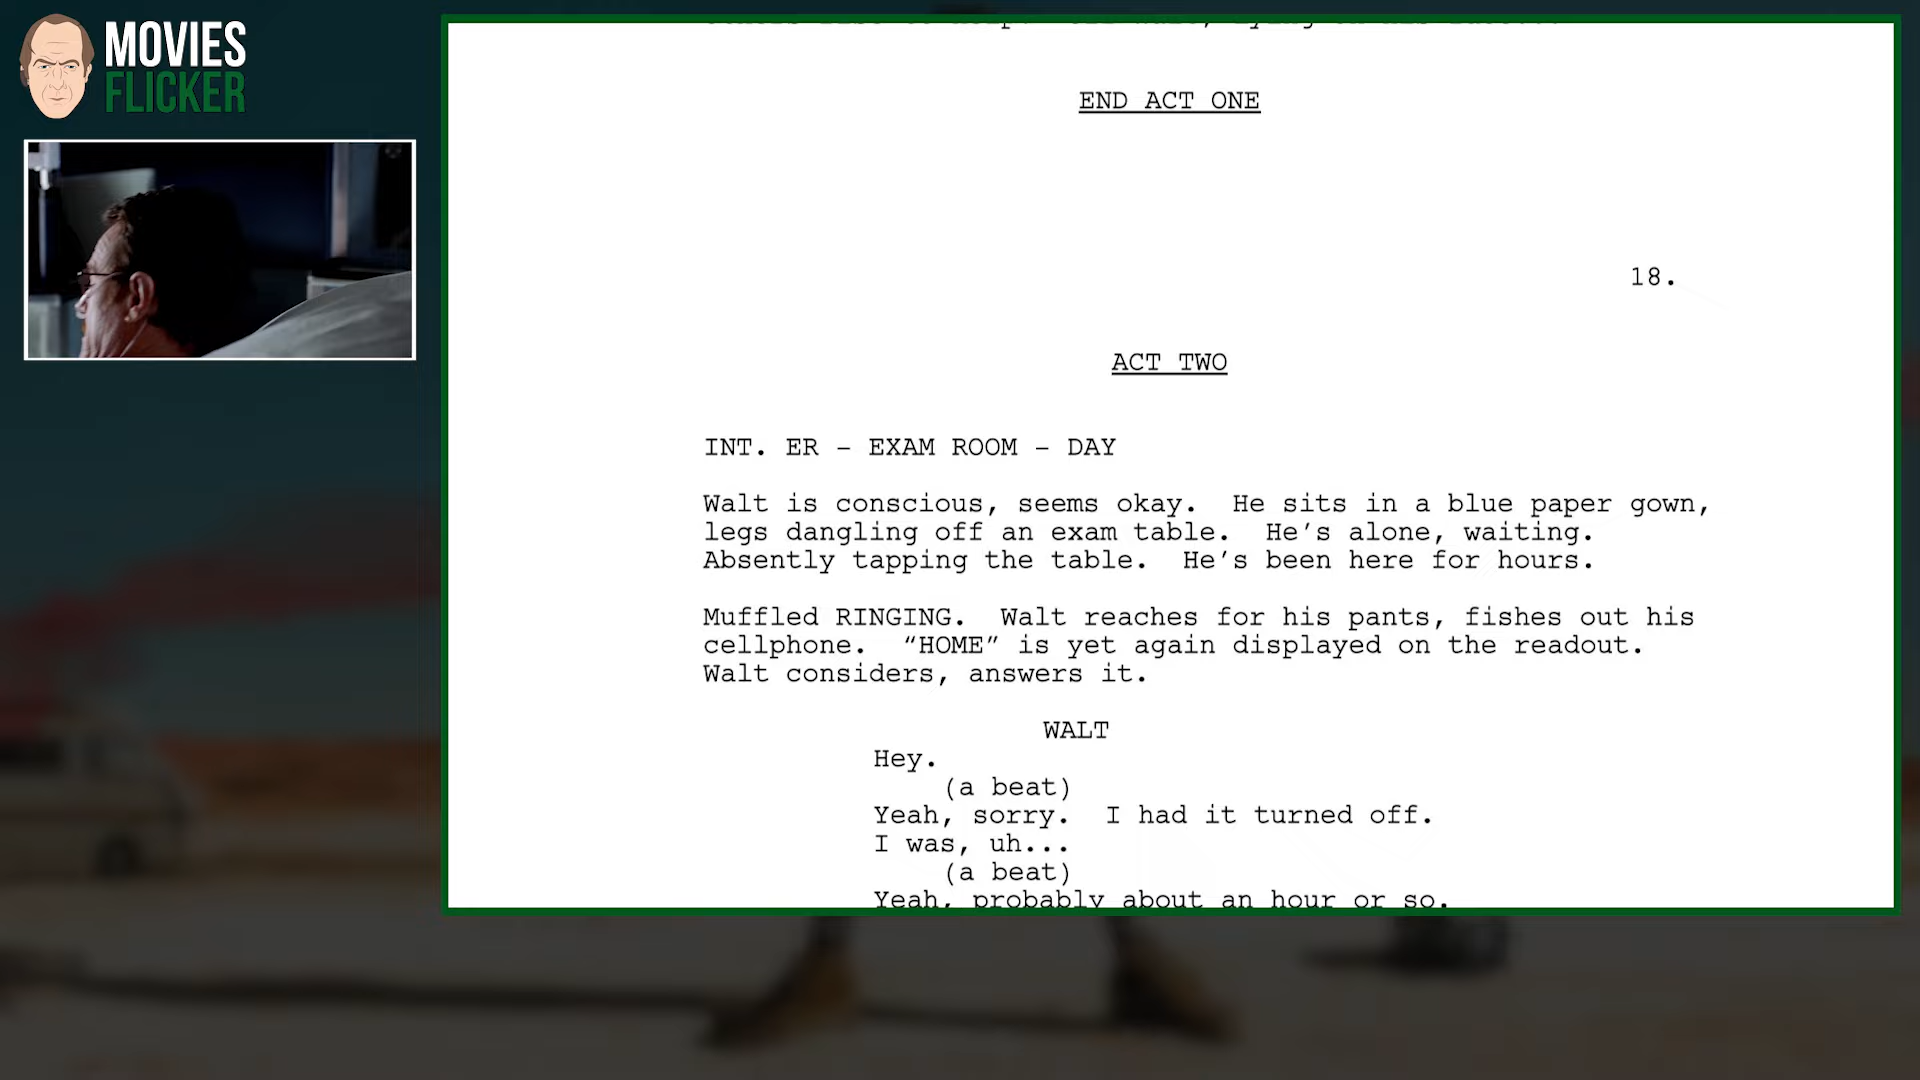 MOVIES
FLICKER
END ACT ONE
18.
ACT TWO
INT. ER – EXAM ROOM – DAY
Walt is conscious, seems okay.  He sits in a blue paper gown,
legs dangling off an exam table.  He’s alone, waiting.
Absently tapping the table.  He’s been here for hours.
Muffled RINGING.  Walt reaches for his pants, fishes out his
cellphone.  “HOME” is yet again displayed on the readout.
Walt considers, answers it.
WALT
Hey.
(a beat)
Yeah, sorry.  I had it turned off.
I was, uh...
(a beat)
Yeah, probably about an hour or so.